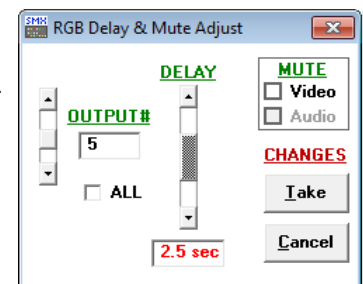 SMX
RGB Delay & Mute Adjust
DELAY
MUTE
Video
Audio
OUTPUT#
5
ALL
CHANGES
Take
Cancel
2.5 sec